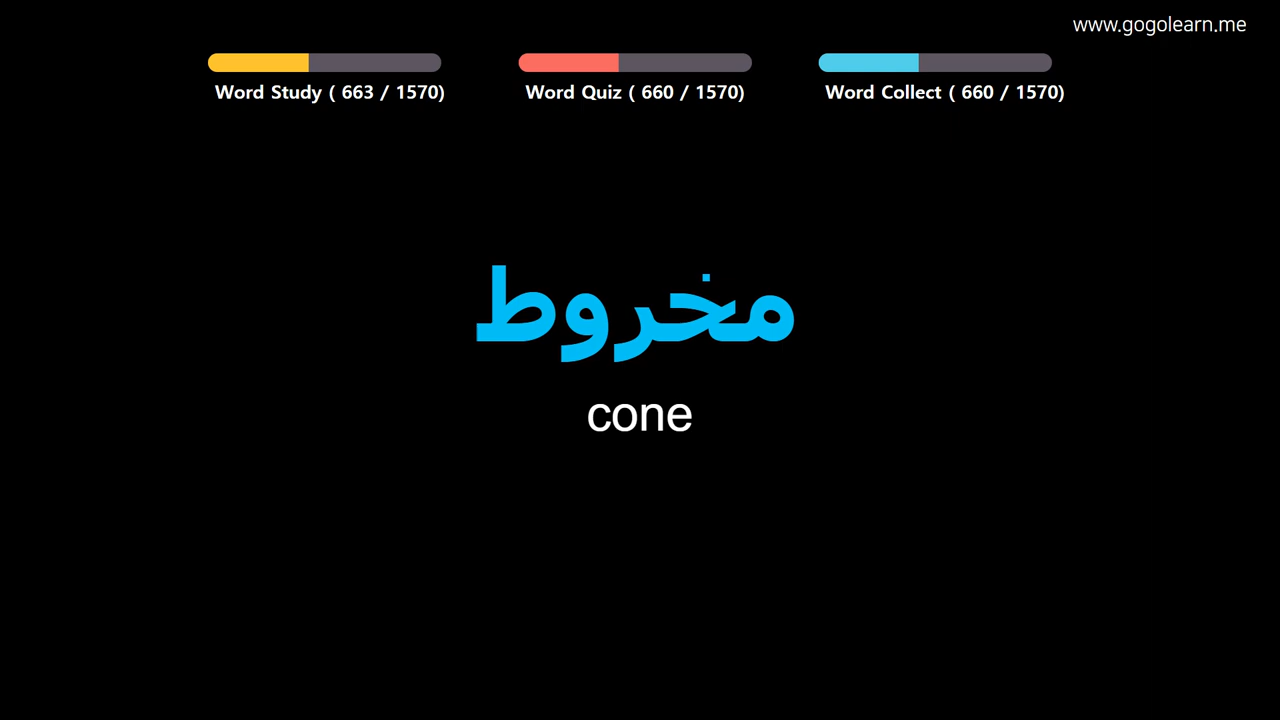 www.gogolearn.me
Word Study ( 663 / 1570)
Word Quiz ( 660 / 1570)
Word Collect ( 660 / 1570)
مخروط
cone